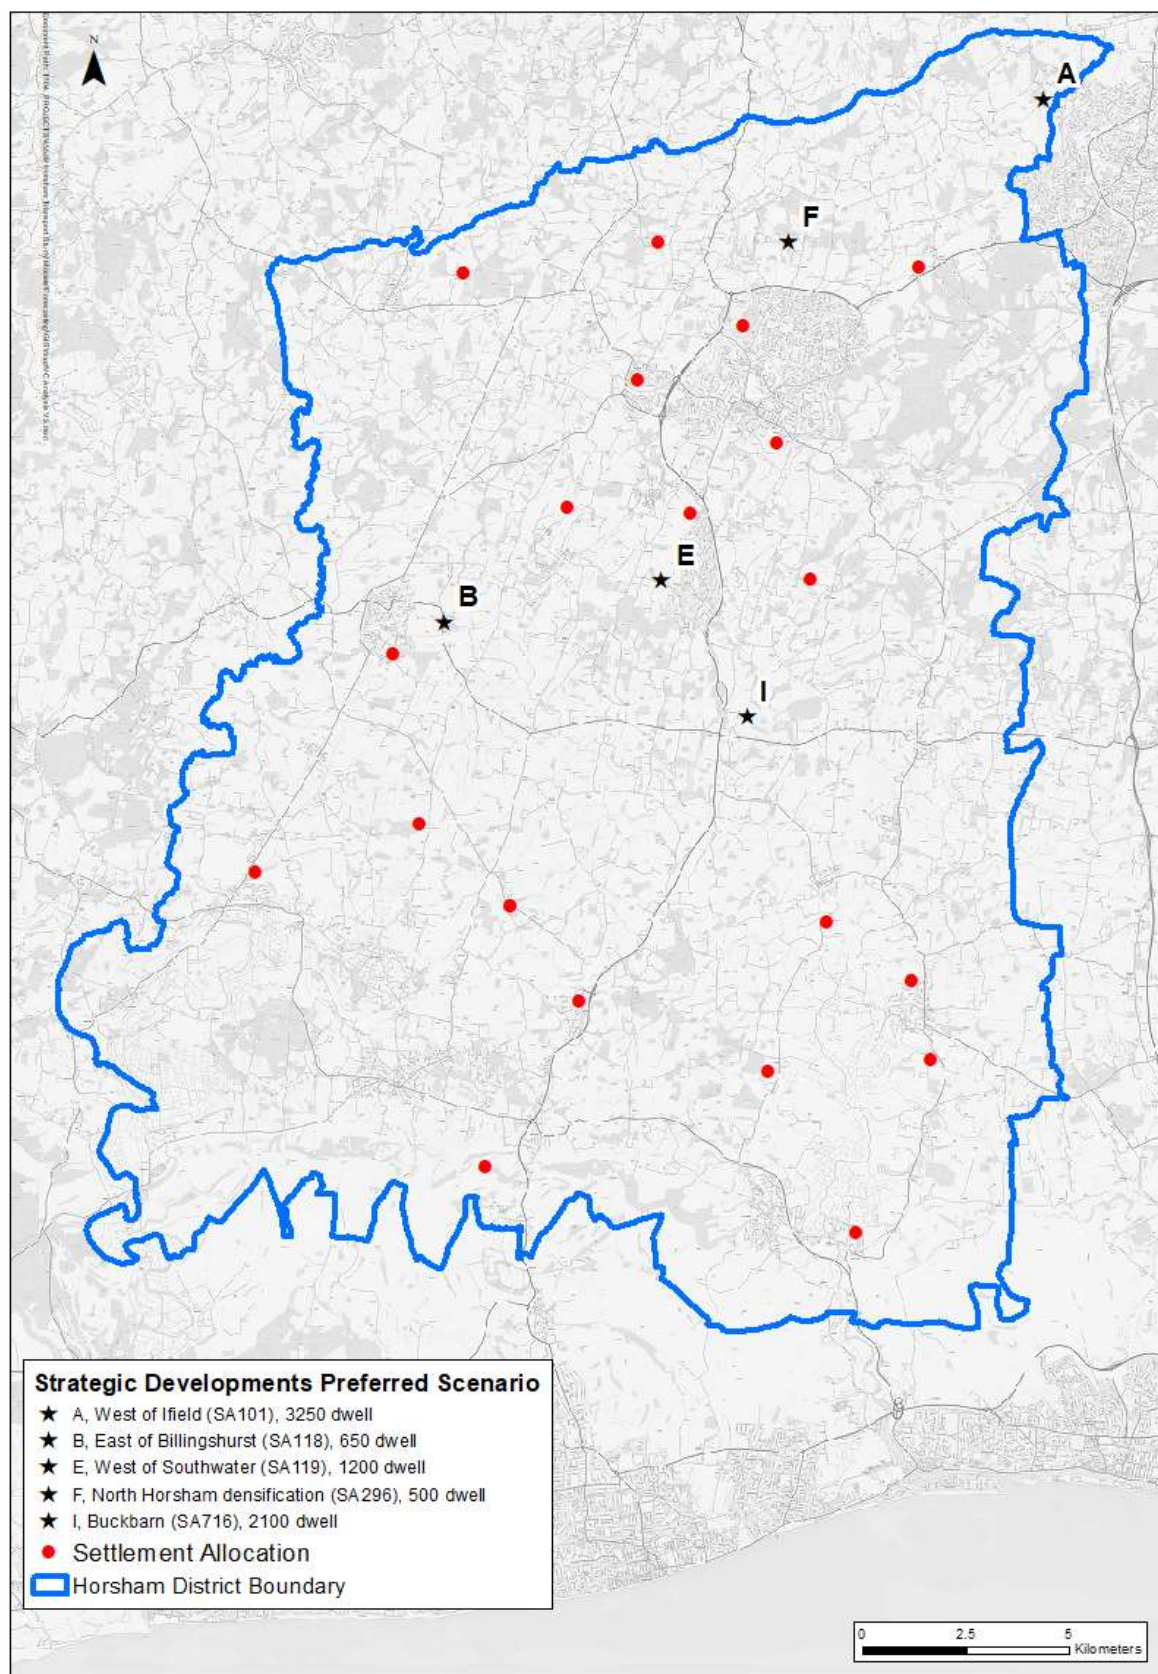 N
A
F
E
B
I
Strategic Developments Preferred Scenario
A, West of Ifield (SA101), 3250 dwell
B, East of Billingshurst (SA118), 650 dwell
E, West of Southwater (SA119), 1200 dwell
F, North Horsham densification (SA296), 500 dwell
I, Buckbarn (SA716), 2100 dwell
Settlement Allocation
Horsham District Boundary
0 2.5 5
Kilometers